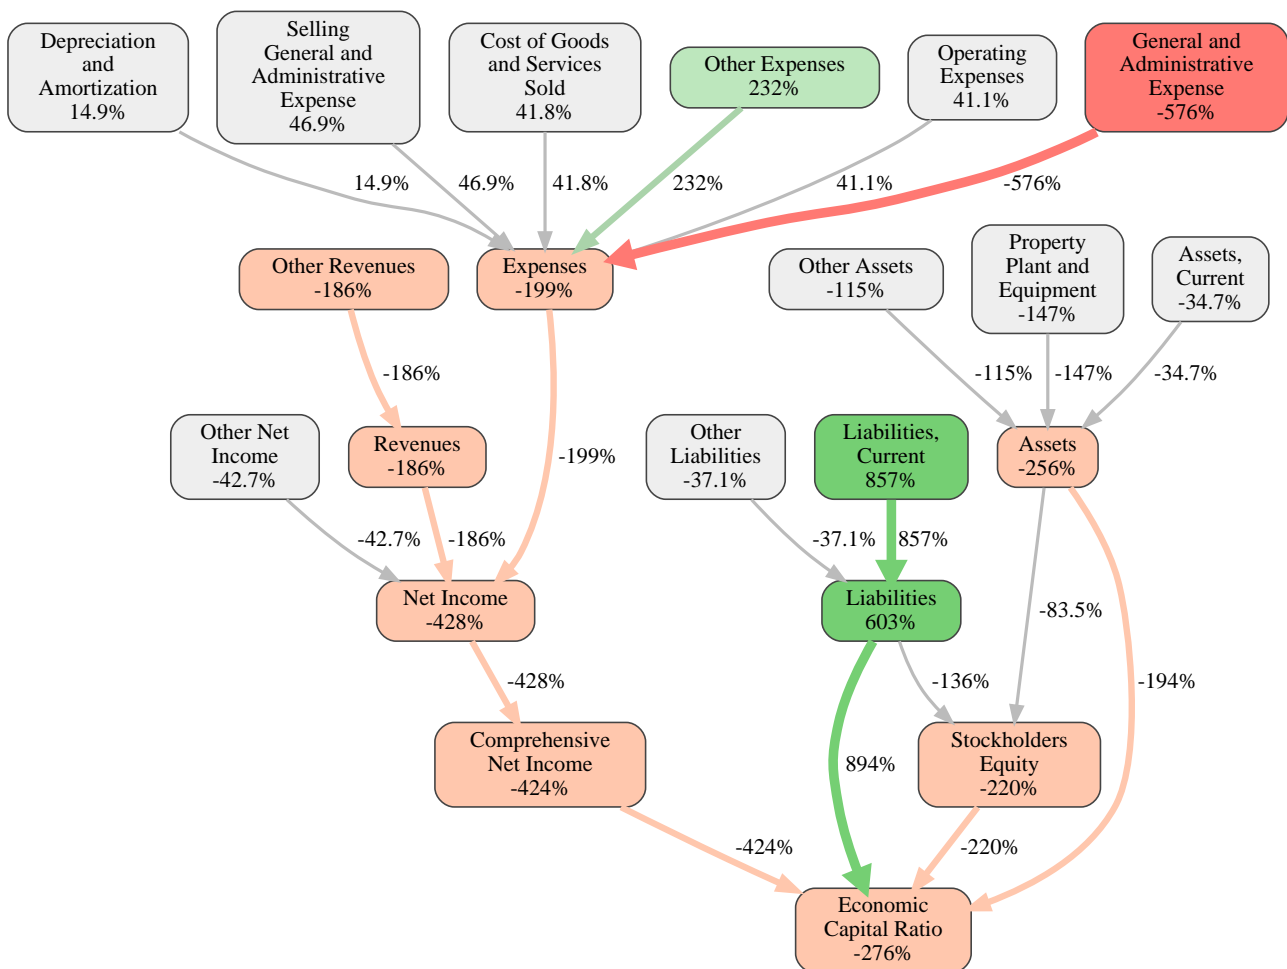 Depreciation
and
Amortization
14.9%
Selling
General and
Administrative
Expense
46.9%
Cost of Goods
and Services
Sold
41.8%
Other Expenses
232%
Operating
Expenses
41.1%
General and
Administrative
Expense
-576%
14.9%
46.9%
41.8%
232%
41.1%
-576%
Other Revenues
-186%
Expenses
-199%
Other Assets
-115%
Property
Plant and
Equipment
-147%
Assets,
Current
-34.7%
-186%
-115%
-147%
-34.7%
Other Net
Income
-42.7%
Revenues
-186%
-199%
Other
Liabilities
-37.1%
Liabilities,
Current
857%
Assets
-256%
-42.7%
-186%
-37.1%
857%
Net Income
-428%
Liabilities
603%
-83.5%
-428%
-136%
-194%
Comprehensive
Net Income
-424%
894%
Stockholders
Equity
-220%
-424%
-220%
Economic
Capital Ratio
-276%